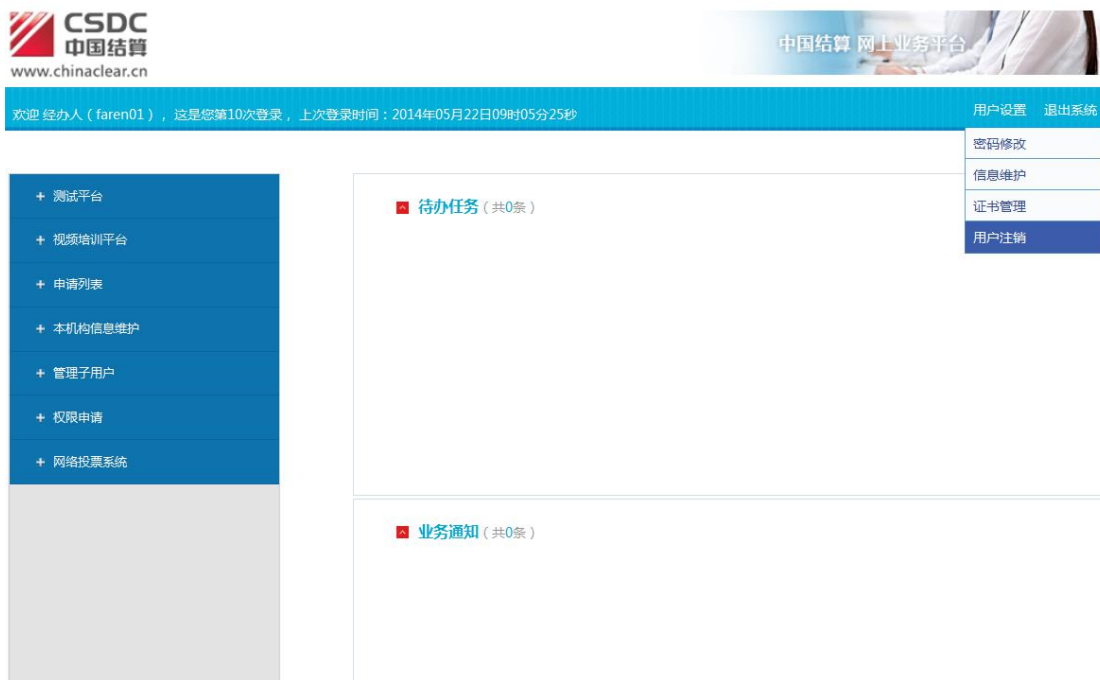 CSDC
中国结算
www.chinaclear.cn
中国结算 网上业务平台
欢迎 经办人（faren01），这是您第10次登录，上次登录时间：2014年05月22日09时05分25秒
用户设置 退出系统
密码修改
信息维护
证书管理
用户注销
+ 测试平台
+ 视频培训平台
+ 申请列表
+ 本机构信息维护
+ 管理子用户
+ 权限申请
+ 网络投票系统
待办任务（共0条）
业务通知（共0条）